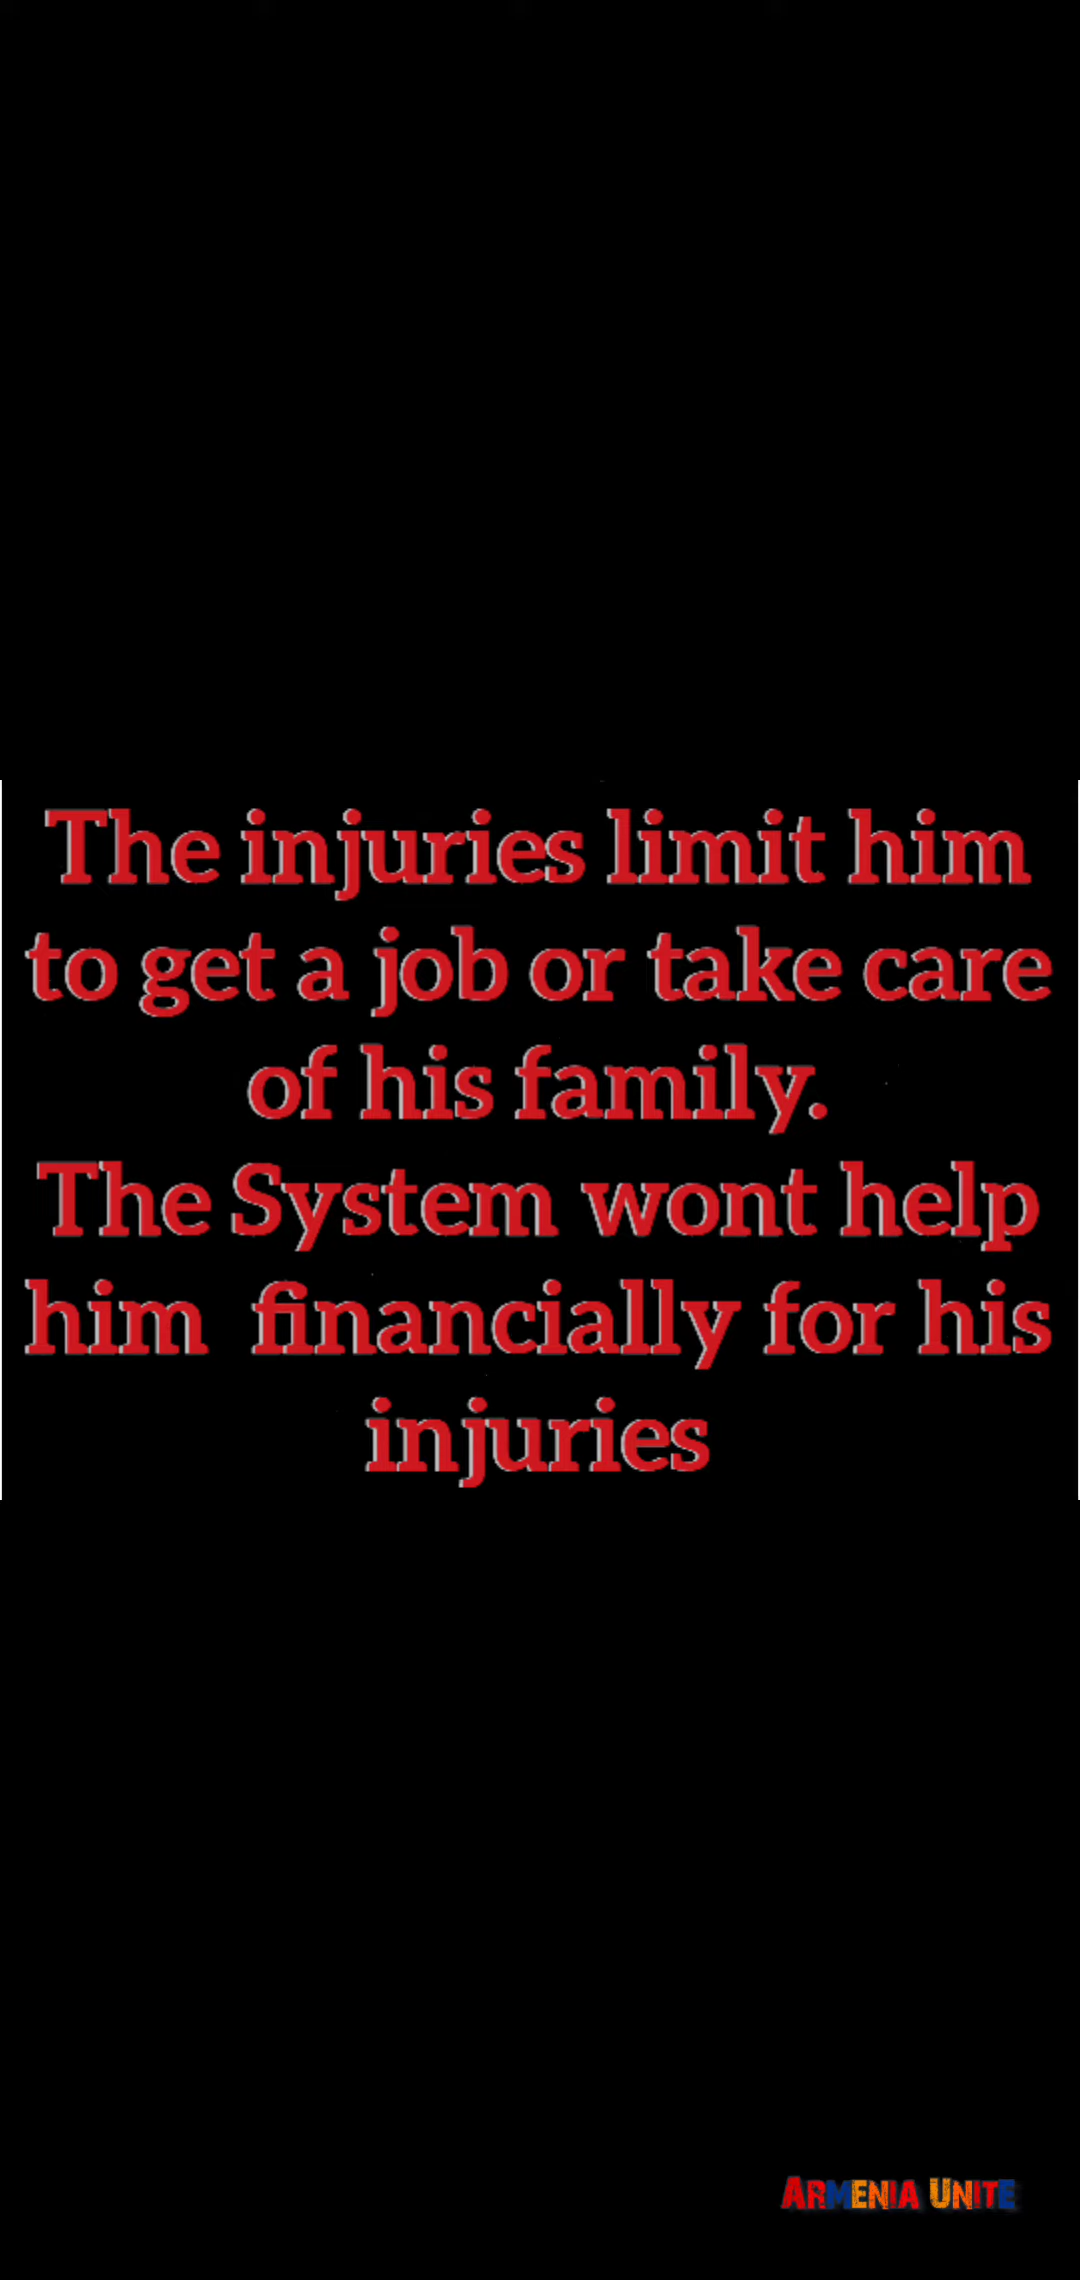 The injuries limit him
to get a job or take care
of his family.
The System wont help
him  financially for his
injuries
ARMENIA UNITE